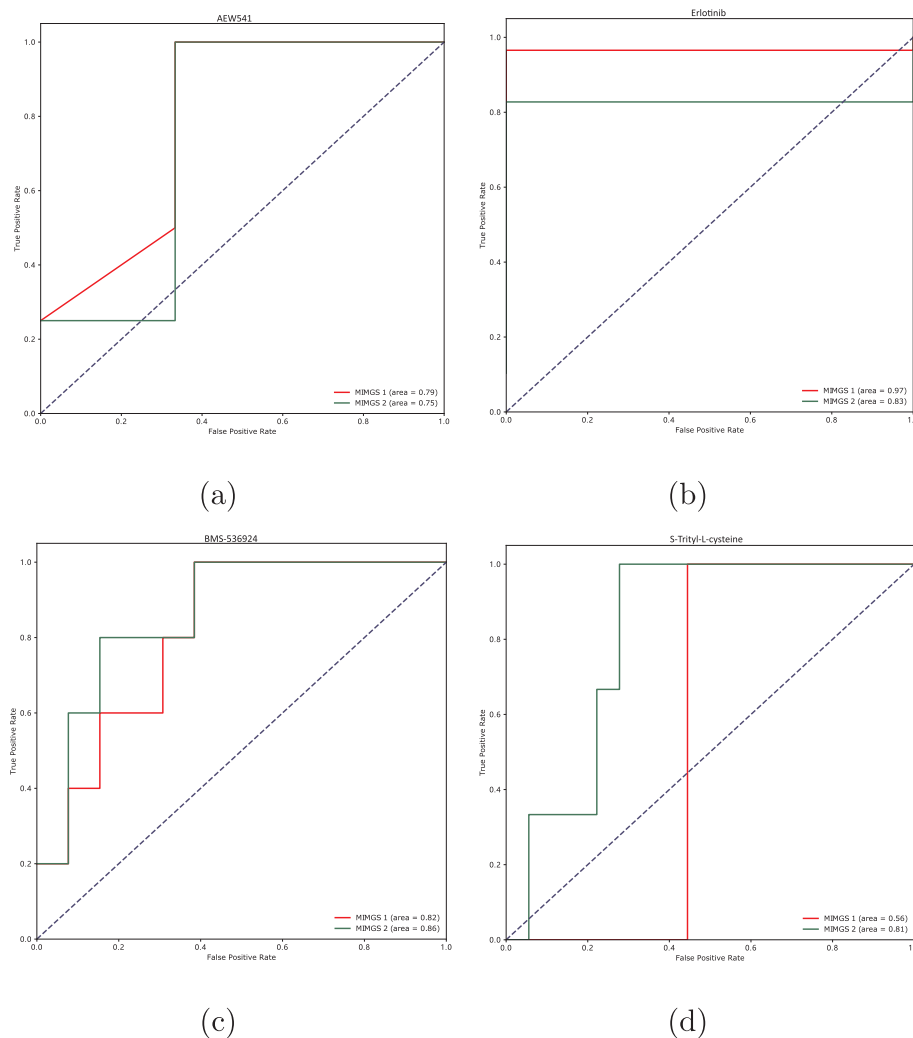 AEW541
1.0
0.8
0.6
0.4
0.2
0.0
True Positive Rate
0.0 0.2 0.4 0.6 0.8 1.0
False Positive Rate
MIMGS 1 (area = 0.79)
MIMGS 2 (area = 0.75)
(a)
Erlotinib
1.0
0.8
0.6
0.4
0.2
0.0
True Positive Rate
0.0 0.2 0.4 0.6 0.8
False Positive Rate
MIMGS 1 (area = 0.97)
MIMGS 2 (area = 0.83)
(b)
BMS-536924
1.0
0.8
0.6
0.4
0.2
0.0
True Positive Rate
0.0 0.2 0.4 0.6 0.8 1.0
False Positive Rate
MIMGS 1 (area = 0.82)
MIMGS 2 (area = 0.86)
(c)
S-Trityl-L-cysteine
1.0
0.8
0.6
0.4
0.2
0.0
True Positive Rate
0.0 0.2 0.4 0.6 0.8
False Positive Rate
MIMGS 1 (area = 0.56)
MIMGS 2 (area = 0.81)
(d)